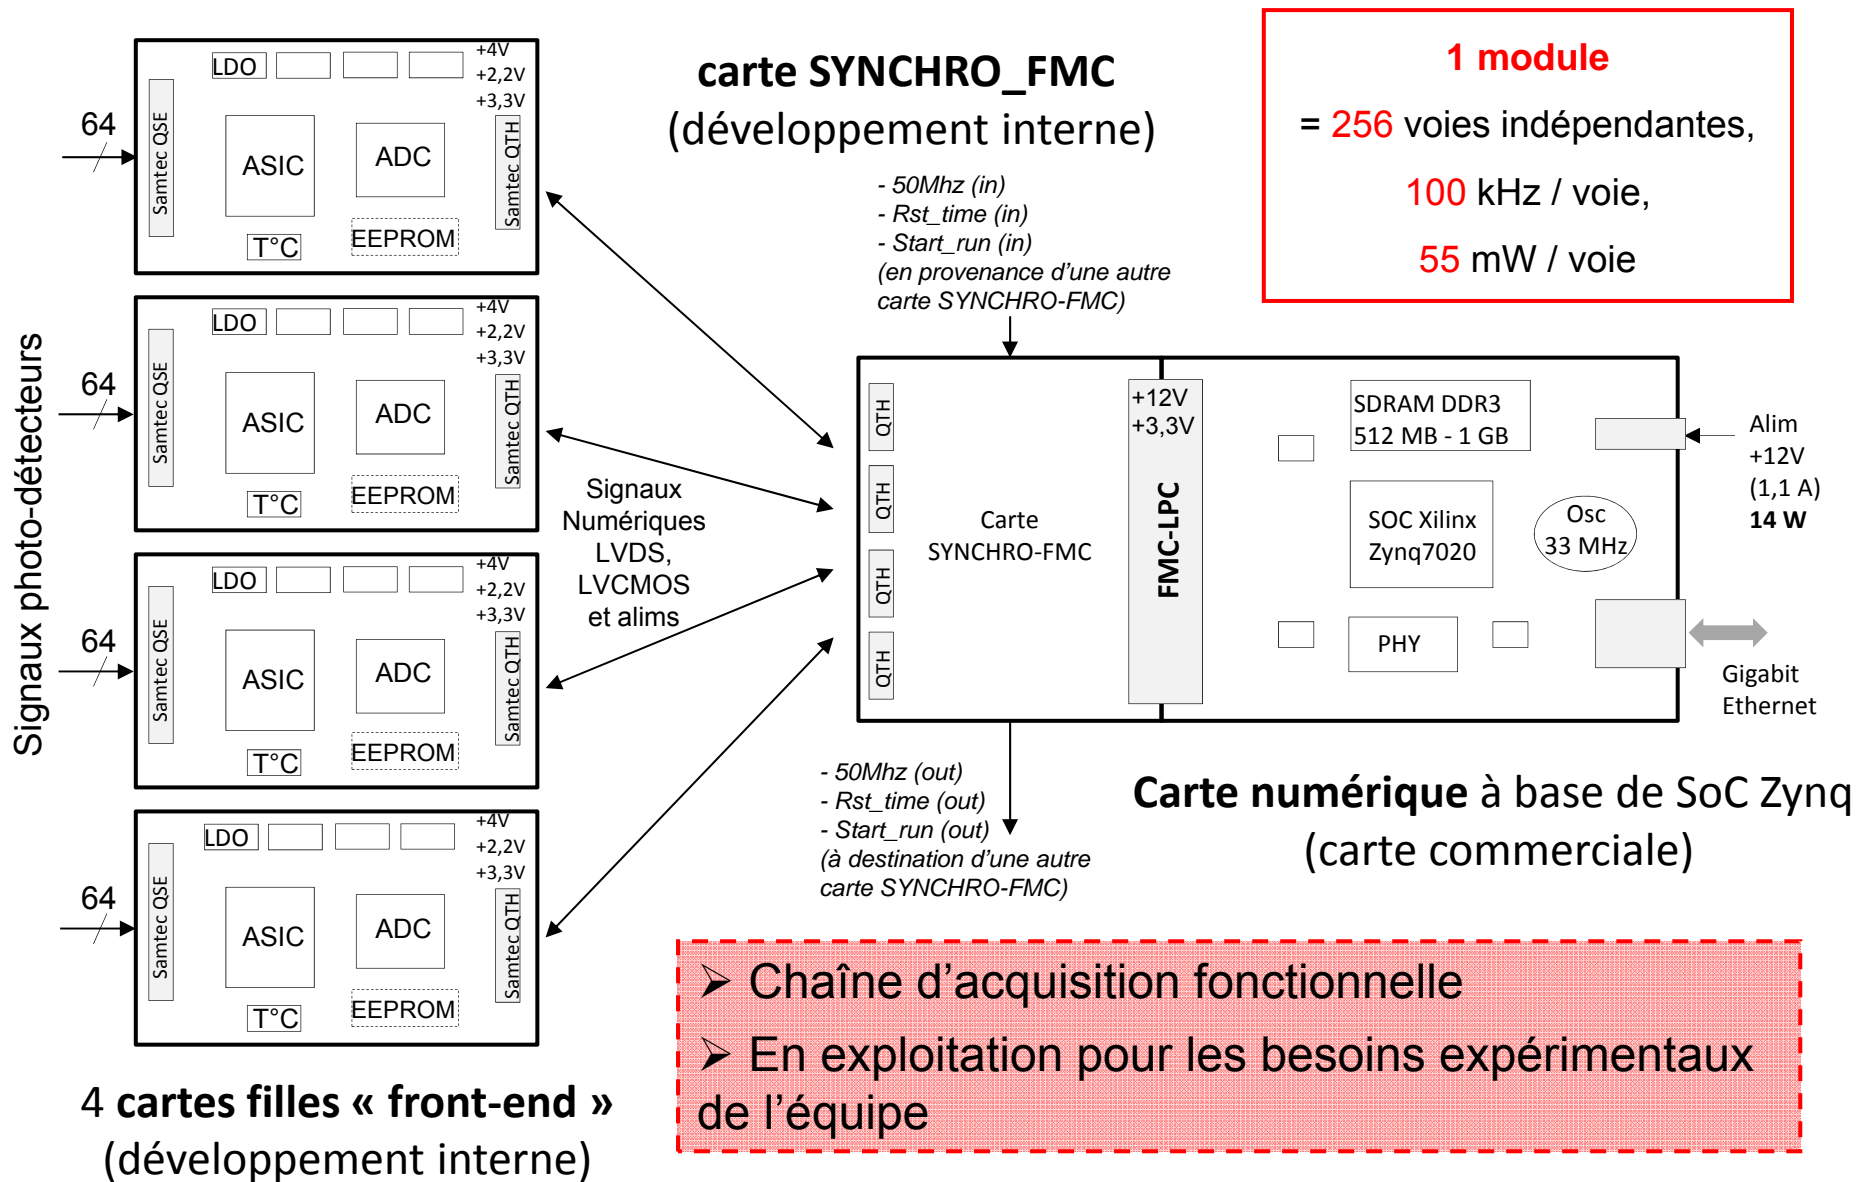 Signaux photo-détecteurs
64
Samtec QSE
LDO
ASIC
ADC
T°C
EEPROM
+4V
+2,2V
+3,3V
Samtec QTH
64
Samtec QSE
LDO
ASIC
ADC
T°C
EEPROM
+4V
+2,2V
+3,3V
Samtec QTH
64
Samtec QSE
LDO
ASIC
ADC
T°C
EEPROM
+4V
+2,2V
+3,3V
Samtec QTH
64
Samtec QSE
LDO
ASIC
ADC
T°C
EEPROM
+4V
+2,2V
+3,3V
Samtec QTH
4 cartes filles « front-end »
(développement interne)
Signaux
Numériques
LVDS,
LVCMOS
et alims
carte SYNCHRO_FMC
(développement interne)
- 50Mhz (in)
- Rst_time (in)
- Start_run (in)
(en provenance d’une autre
carte SYNCHRO-FMC)
QTH
QTH
QTH
QTH
Carte
SYNCHRO-FMC
+12V
+3,3V
FMC-LPC
- 50Mhz (out)
- Rst_time (out)
- Start_run (out)
(à destination d’une autre
carte SYNCHRO-FMC)
1 module
= 256 voies indépendantes,
100 kHz / voie,
55 mW / voie
SDRAM DDR3
512 MB - 1 GB
SOC Xilinx
Zynq7020
Osc
33 MHz
PHY
Alim
+12V
(1,1 A)
14 W
Gigabit
Ethernet
Carte numérique à base de SoC Zynq
(carte commerciale)
➢ Chaîne d’acquisition fonctionnelle
➢ En exploitation pour les besoins expérimentaux
de l’équipe